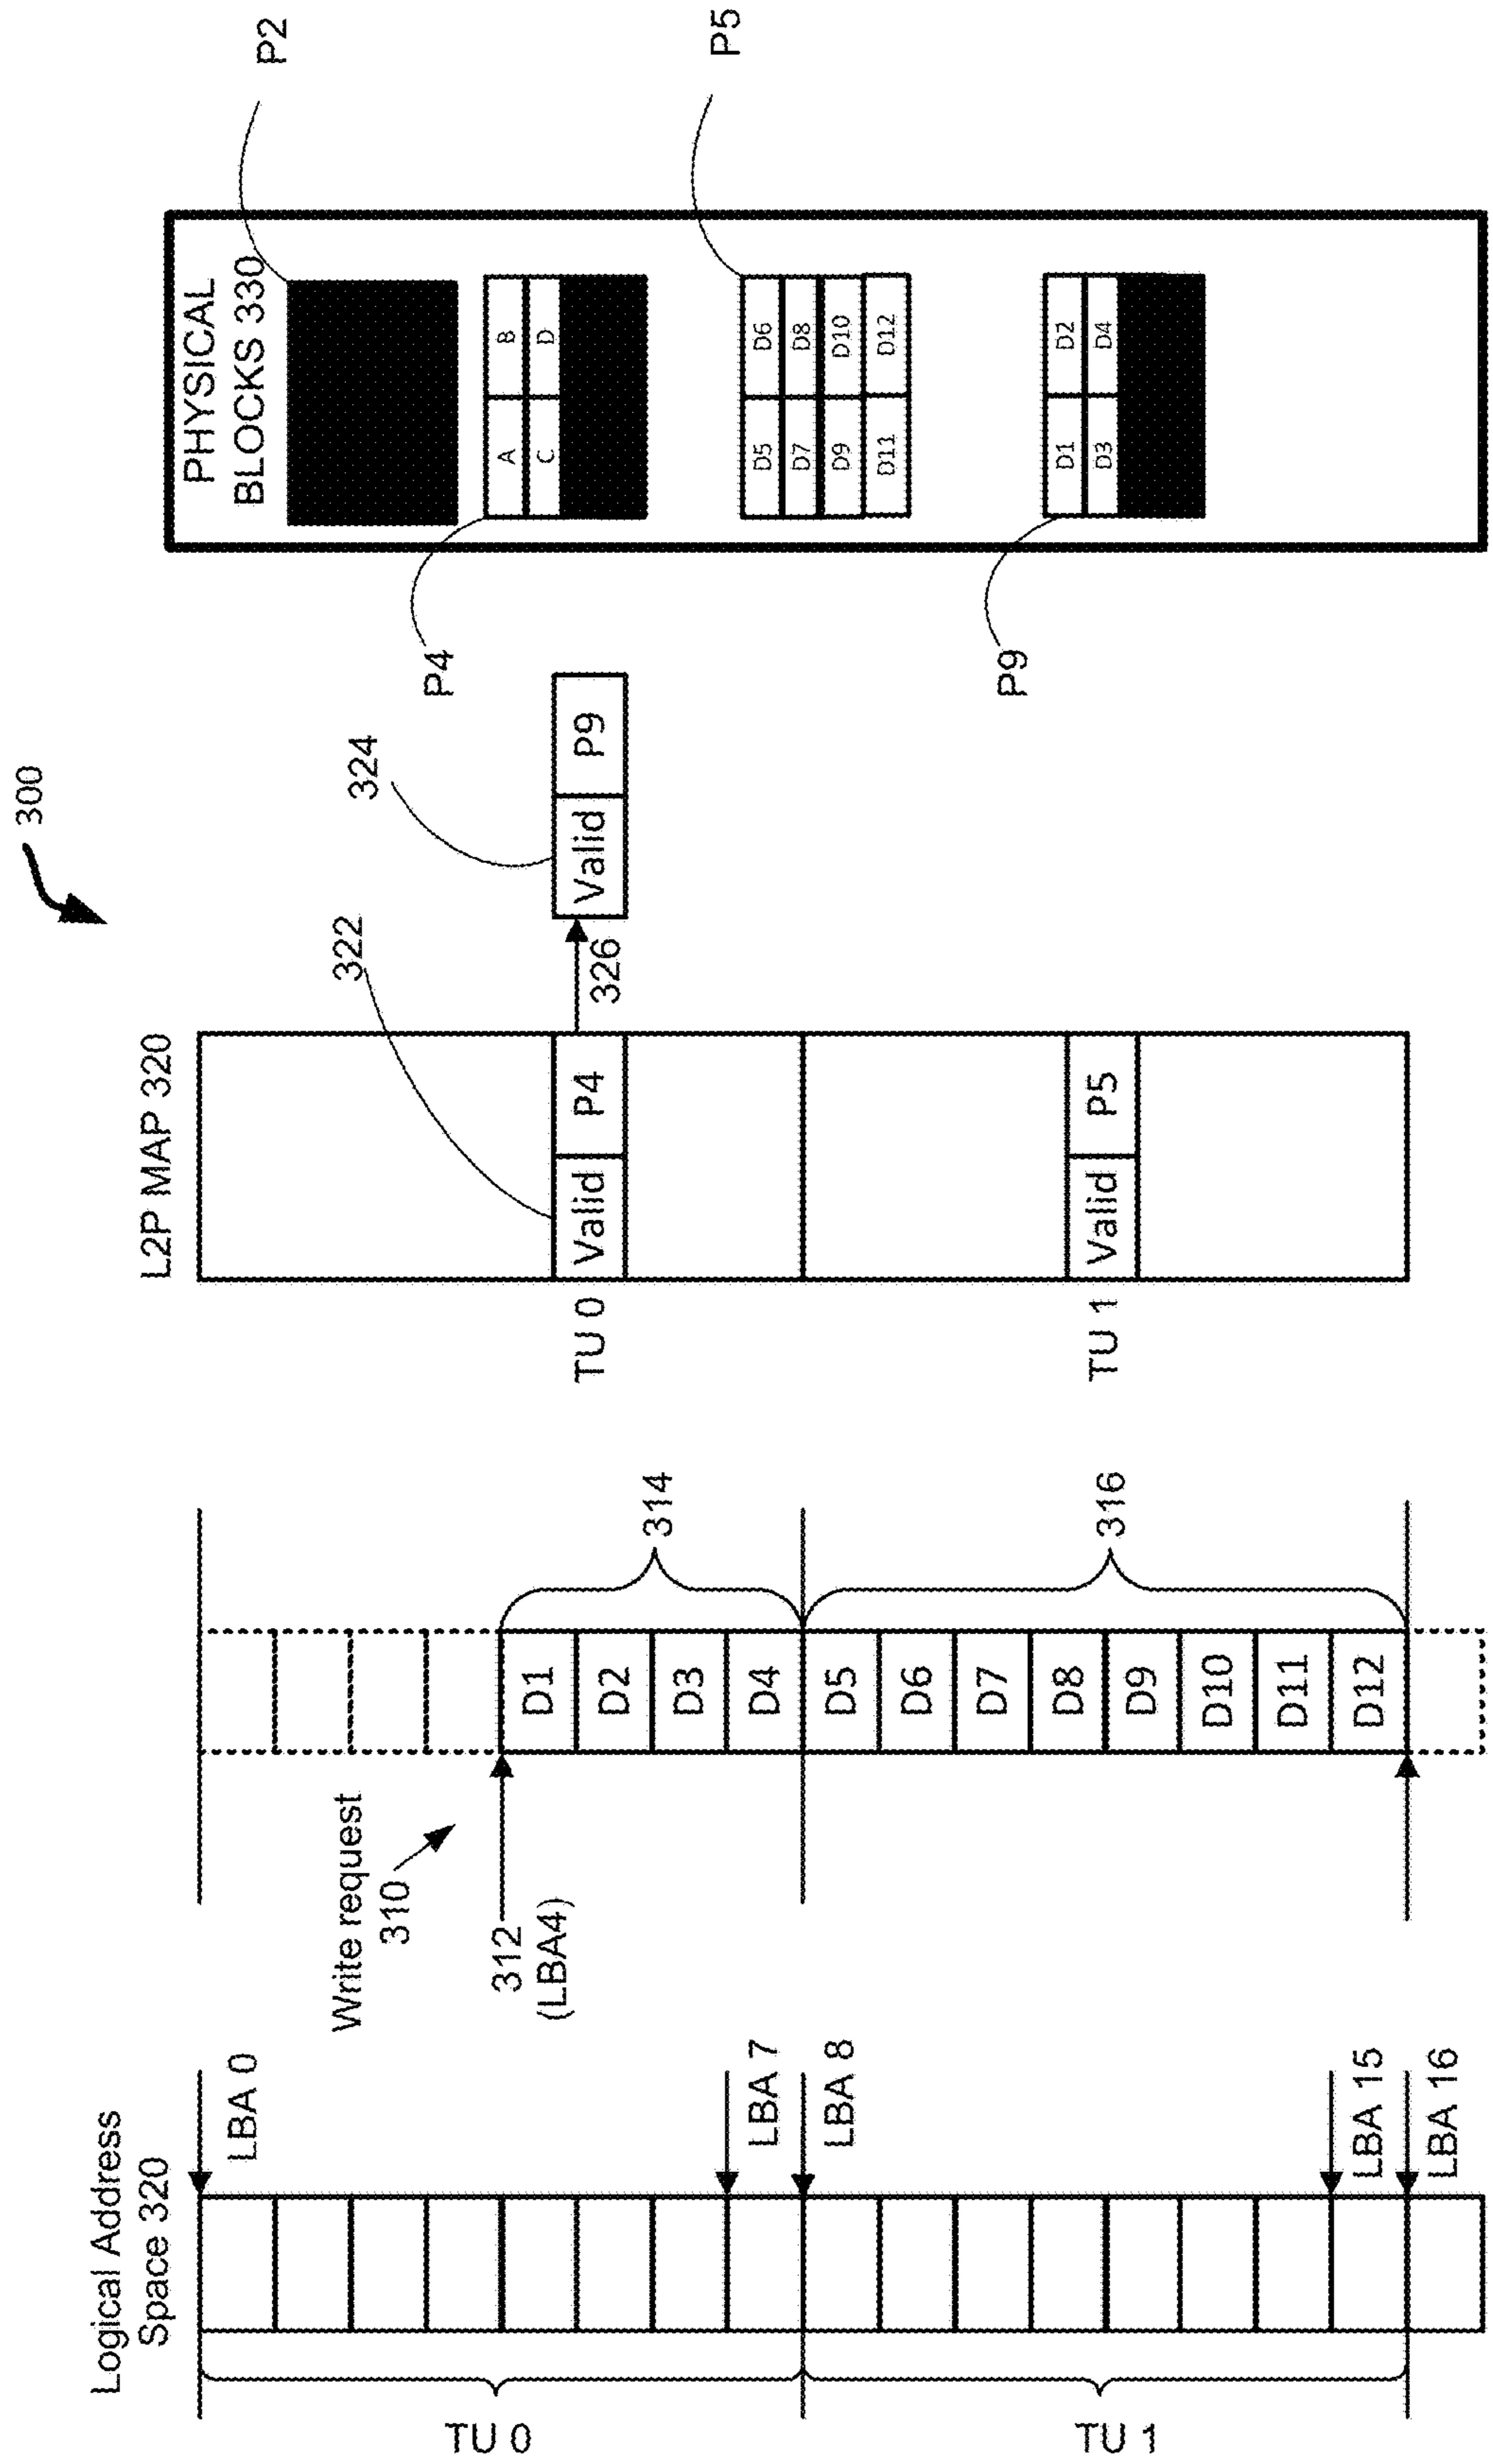 300
Logical Address
Space 320
TU 0
TU 1
LBA 0
LBA 7
LBA 8
LBA 15
LBA 16
Write request
310
312
(LBA4)
D1
D2
D3
D4
D5
D6
D7
D8
D9
D10
D11
D12
314
316
L2P MAP 320
TU 0
Valid P4
322
326
324
Valid P9
TU 1
Valid P5
PHYSICAL
BLOCKS 330
P2
P4
A B
C D
P5
D5 D6
D7 D8
D9 D10
D11 D12
P9
D1 D2
D3 D4